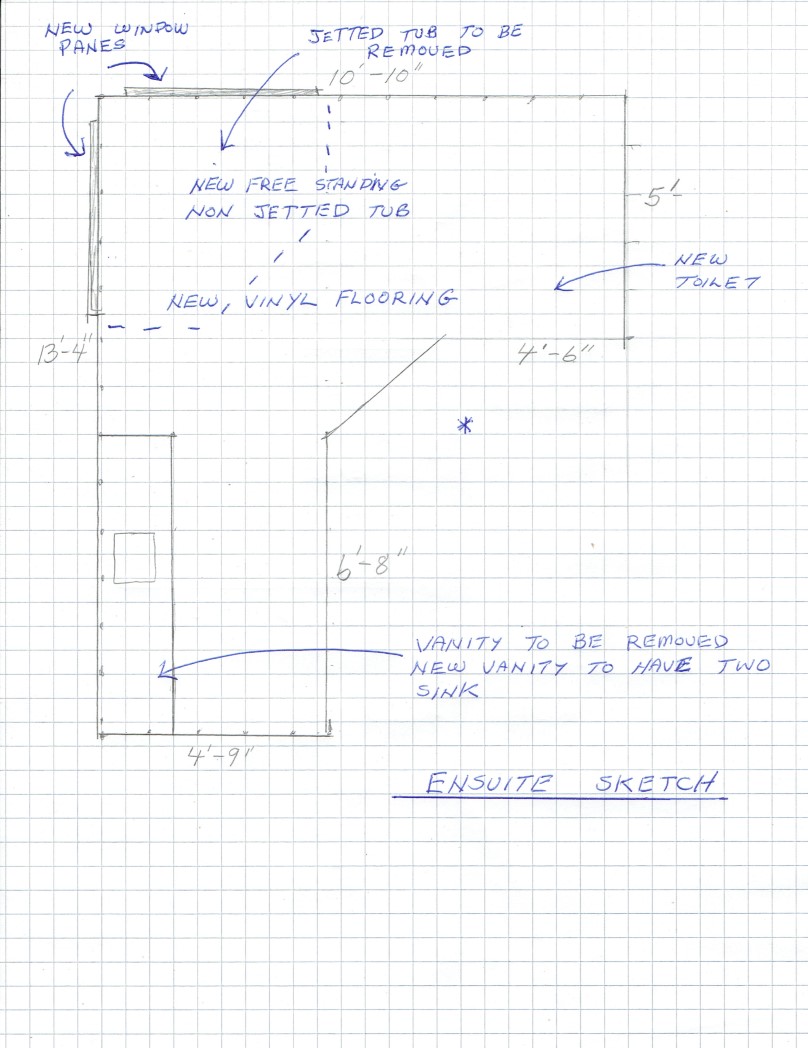 NEW WINDOW
PANES
JETTED TUB TO BE
REMOVED
10'-10"
NEW FREE STANDING
NON JETTED TUB
5'-
NEW
TOILET
NEW, VINYL FLOORING
13'-4"
4'-6"
*
6'-8"
VANITY TO BE REMOVED
NEW VANITY TO HAVE TWO
SINK
4'-9"
ENSUITE SKETCH